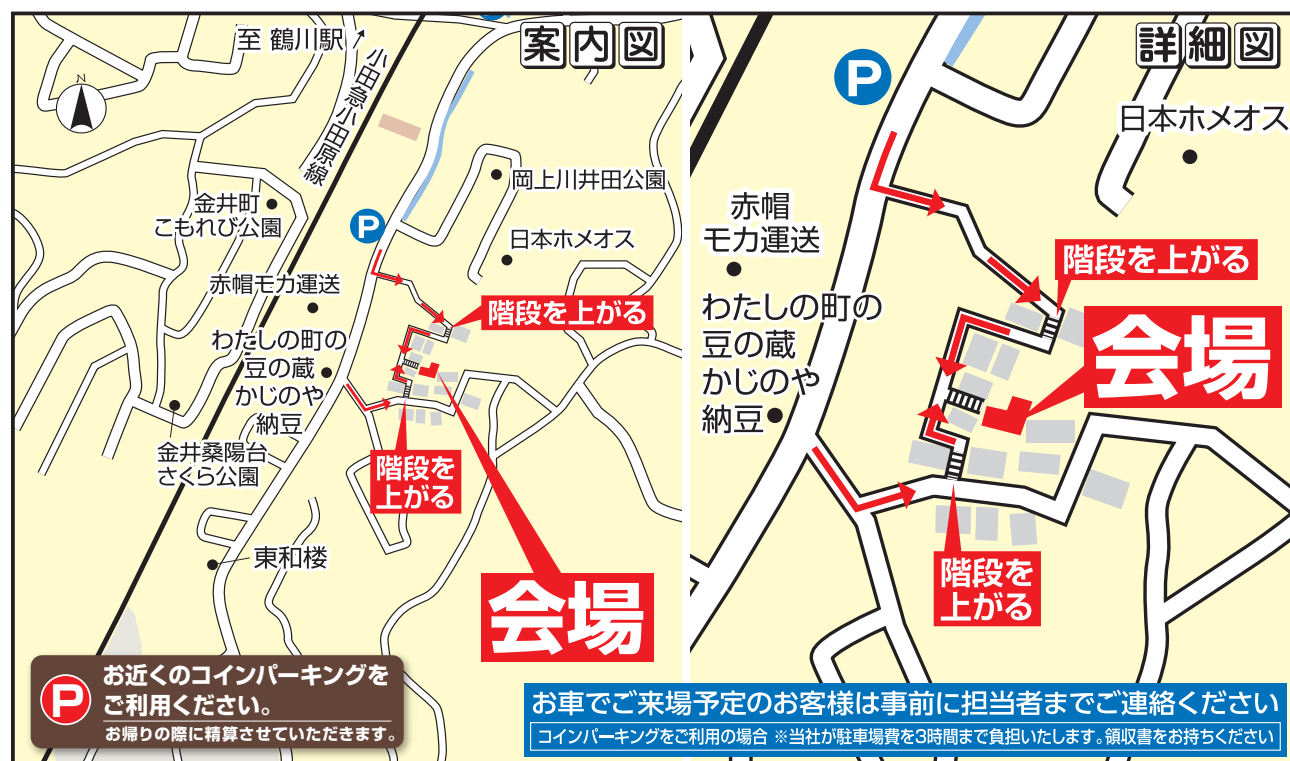 案内図
至 鶴川駅
小田急小田原線
N
P
岡上川井田公園
金井町
こもれび公園
日本ホメオス
赤帽モカ運送
階段を上がる
わたしの町の
豆の蔵
かじのや
納豆
金井桑陽台
さくら公園
階段を
上がる
東和楼
会場
P
お近くのコインパーキングを
ご利用ください。
お帰りの際に精算させていただきます。
詳細図
P
日本ホメオス
赤帽
モカ運送
階段を上がる
わたしの町の
豆の蔵
かじのや
納豆
会場
階段を
上がる
お車でご来場予定のお客様は事前に担当者までご連絡ください
コインパーキングをご利用の場合 ※当社が駐車場費を3時間まで負担いたします。領収書をお持ちください